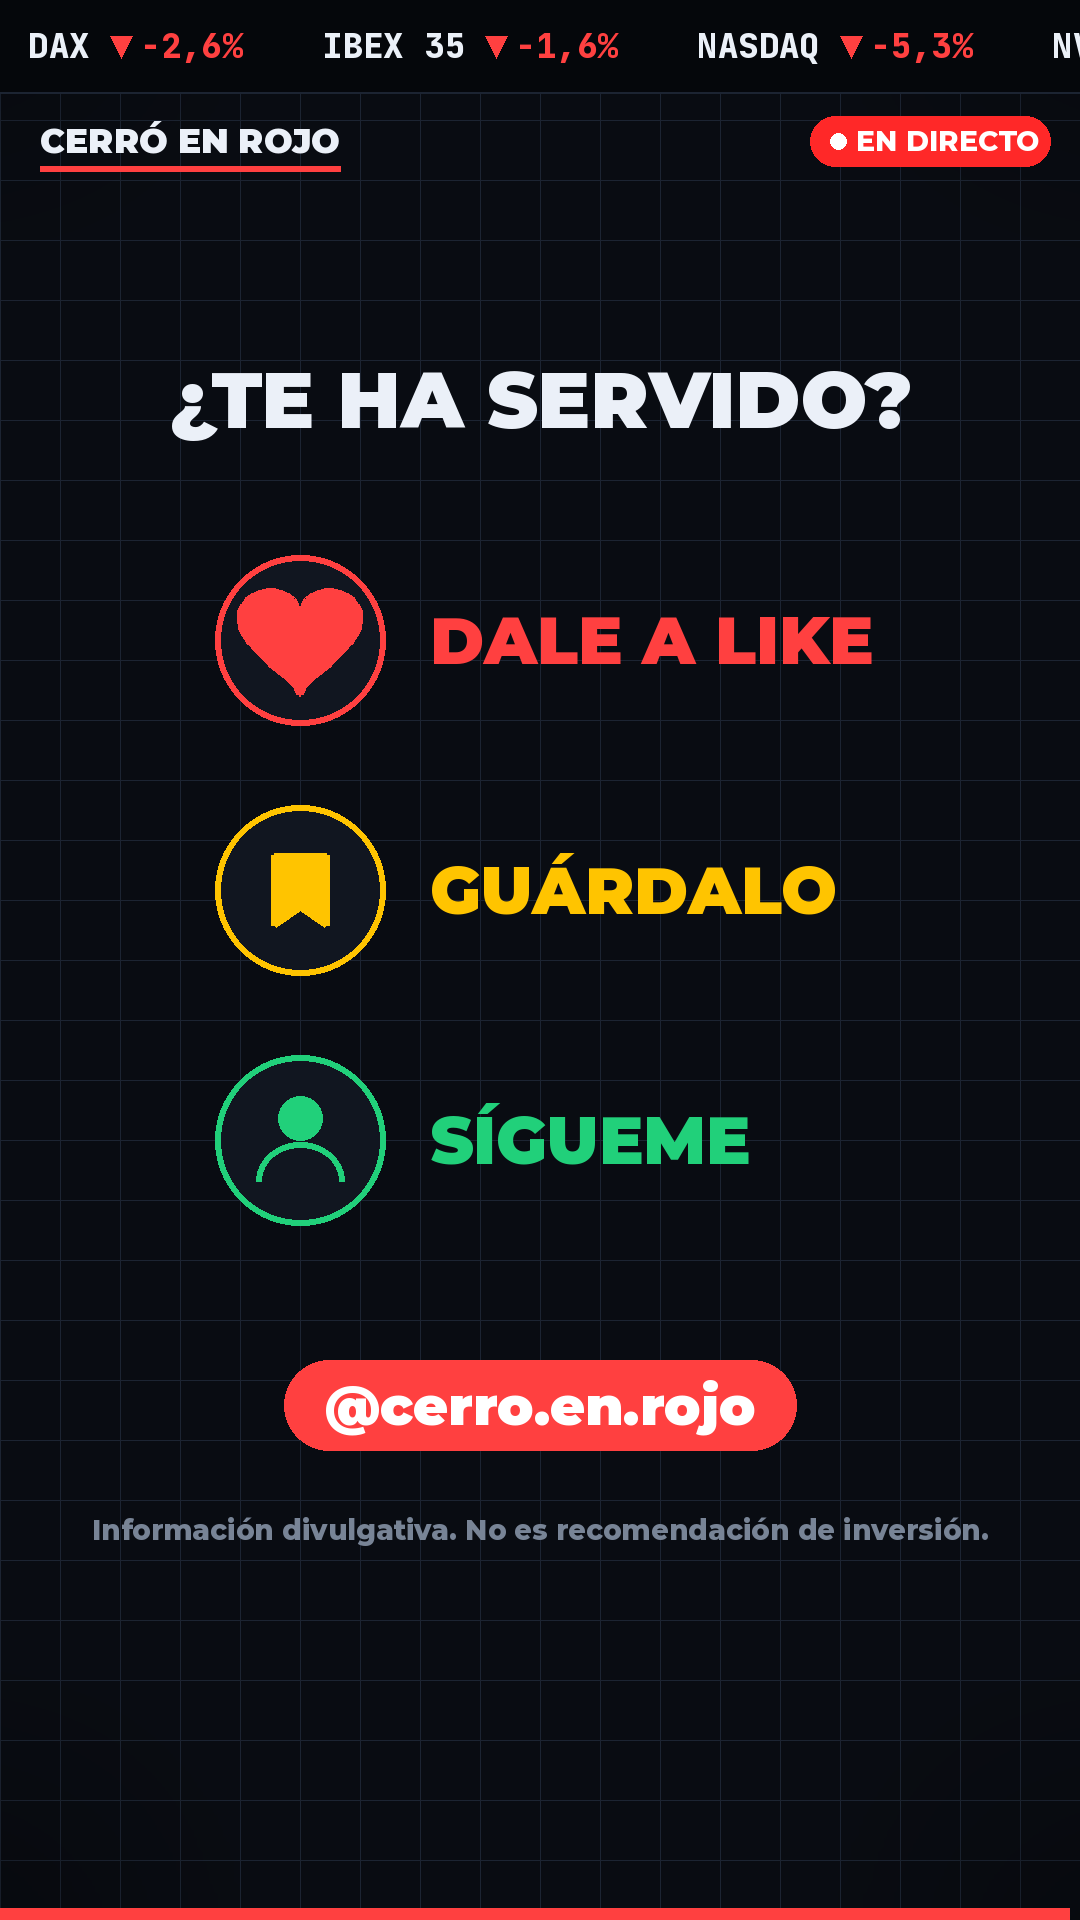 DAX ▼-2,6% IBEX 35 ▼-1,6% NASDAQ ▼-5,3%
CERRÓ EN ROJO
EN DIRECTO
¿TE HA SERVIDO?
DALE A LIKE
GUÁRDALO
SÍGUEME
@cerro.en.rojo
Información divulgativa. No es recomendación de inversión.